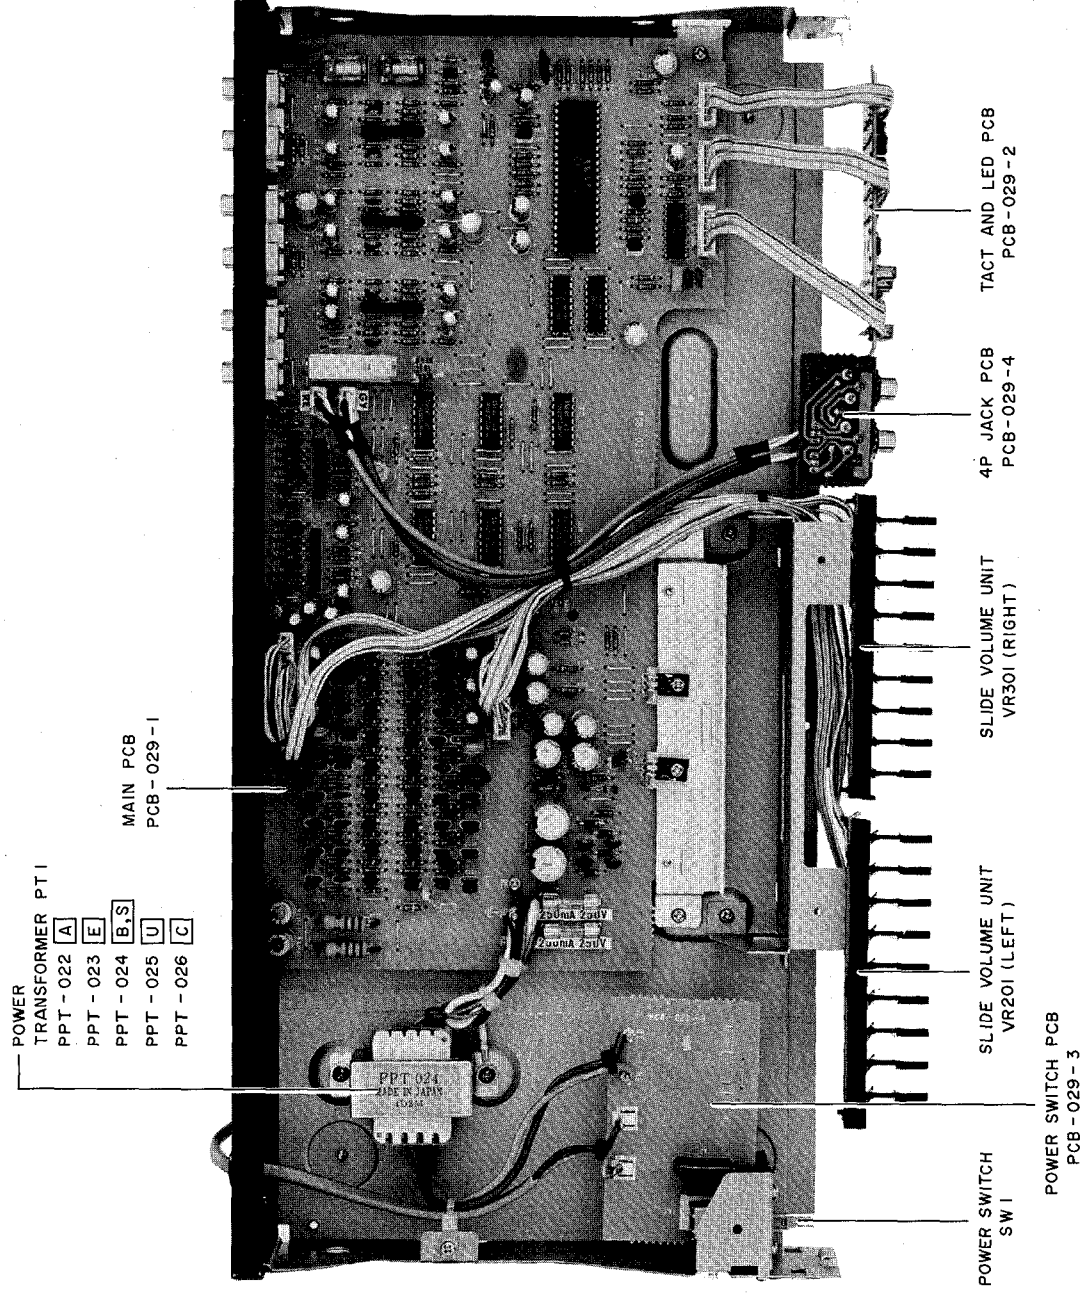 POWER
TRANSFORMER PT1
PPT-022 A
PPT-023 E
PPT-024 B,S
PPT-025 U
PPT-026 C
MAIN PCB
PCB-029-1
PPT 024
MADE IN JAPAN
250mA 250V
250mA 250V
POWER SWITCH
SW1
POWER SWITCH PCB
PCB-029-3
SLIDE VOLUME UNIT
VR201 (LEFT)
SLIDE VOLUME UNIT
VR301 (RIGHT)
4P JACK PCB
PCB-029-4
TACT AND LED PCB
PCB-029-2